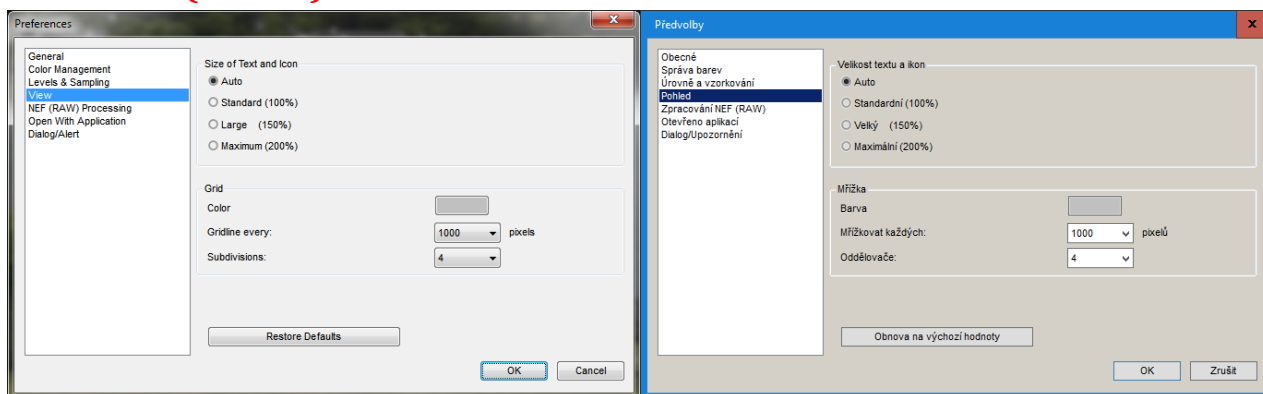 Preferences
General
Color Management
Levels & Sampling
View
NEF (RAW) Processing
Open With Application
Dialog/Alert
Size of Text and Icon
Auto
Standard (100%)
Large (150%)
Maximum (200%)
Grid
Color
Gridline every: 1000 pixels
Subdivisions: 4
Restore Defaults
OK Cancel
Předvolby
Obecné
Správa barev
Úrovně a vzorkování
Pohled
Zpracování NEF (RAW)
Otevřeno aplikací
Dialog/Upozornění
Velikost textu a ikon
Auto
Standardní (100%)
Velký (150%)
Maximální (200%)
Mřížka
Barva
Mřížkovat každých: 1000 pixelů
Oddělovače: 4
Obnova na výchozí hodnoty
OK Zrušit